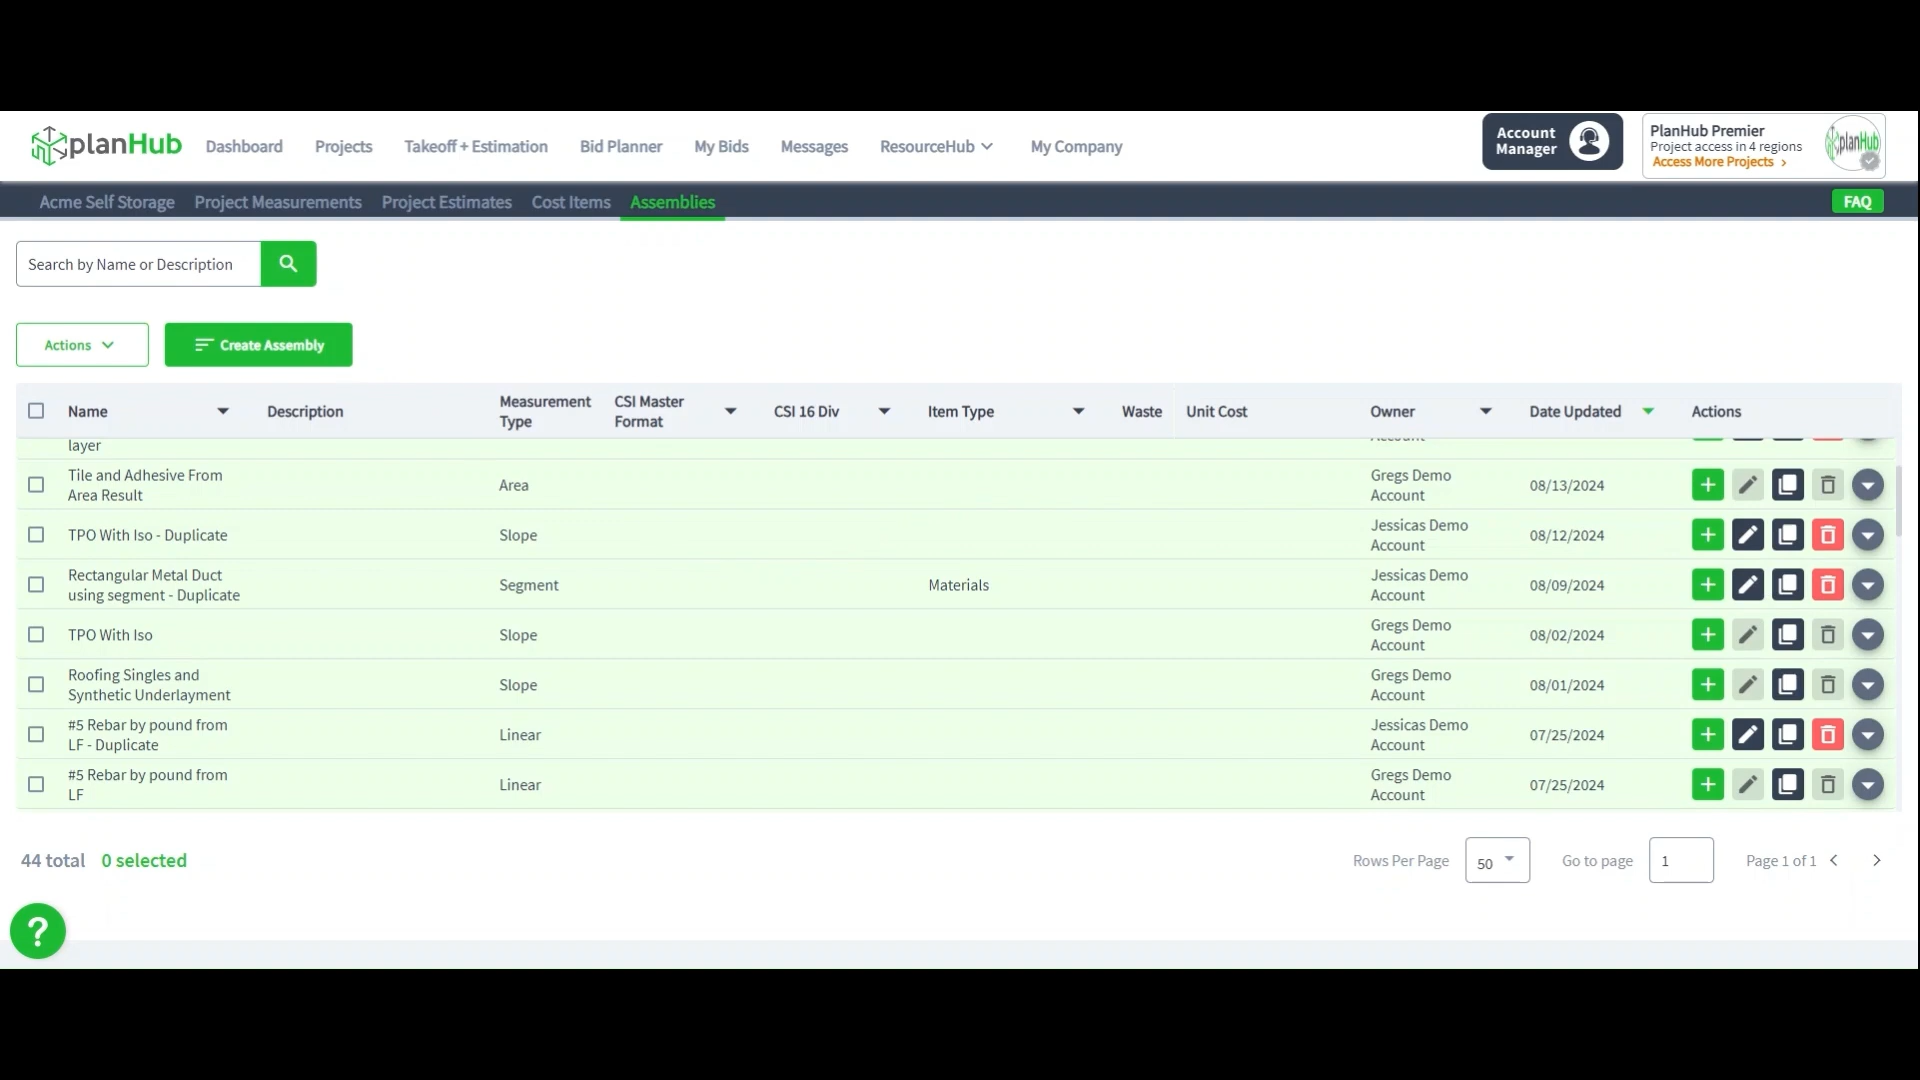 planHub
Dashboard
Projects
Takeoff + Estimation
Bid Planner
My Bids
Messages
ResourceHub
My Company
Account
Manager
PlanHub Premier
Project access in 4 regions
Access More Projects >
planHub
Acme Self Storage
Project Measurements
Project Estimates
Cost Items
Assemblies
FAQ
Search by Name or Description
Actions
Create Assembly
Name
Description
Measurement
Type
CSI Master
Format
CSI 16 Div
Item Type
Waste
Unit Cost
Owner
Date Updated
Actions
layer
Account
Tile and Adhesive From
Area Result
Area
Gregs Demo
Account
08/13/2024
TPO With Iso - Duplicate
Slope
Jessicas Demo
Account
08/12/2024
Rectangular Metal Duct
using segment - Duplicate
Segment
Materials
Jessicas Demo
Account
08/09/2024
TPO With Iso
Slope
Gregs Demo
Account
08/02/2024
Roofing Singles and
Synthetic Underlayment
Slope
Gregs Demo
Account
08/01/2024
#5 Rebar by pound from
LF - Duplicate
Linear
Jessicas Demo
Account
07/25/2024
#5 Rebar by pound from
LF
Linear
Gregs Demo
Account
07/25/2024
44 total
0 selected
Rows Per Page
50
Go to page
1
Page 1 of 1
?